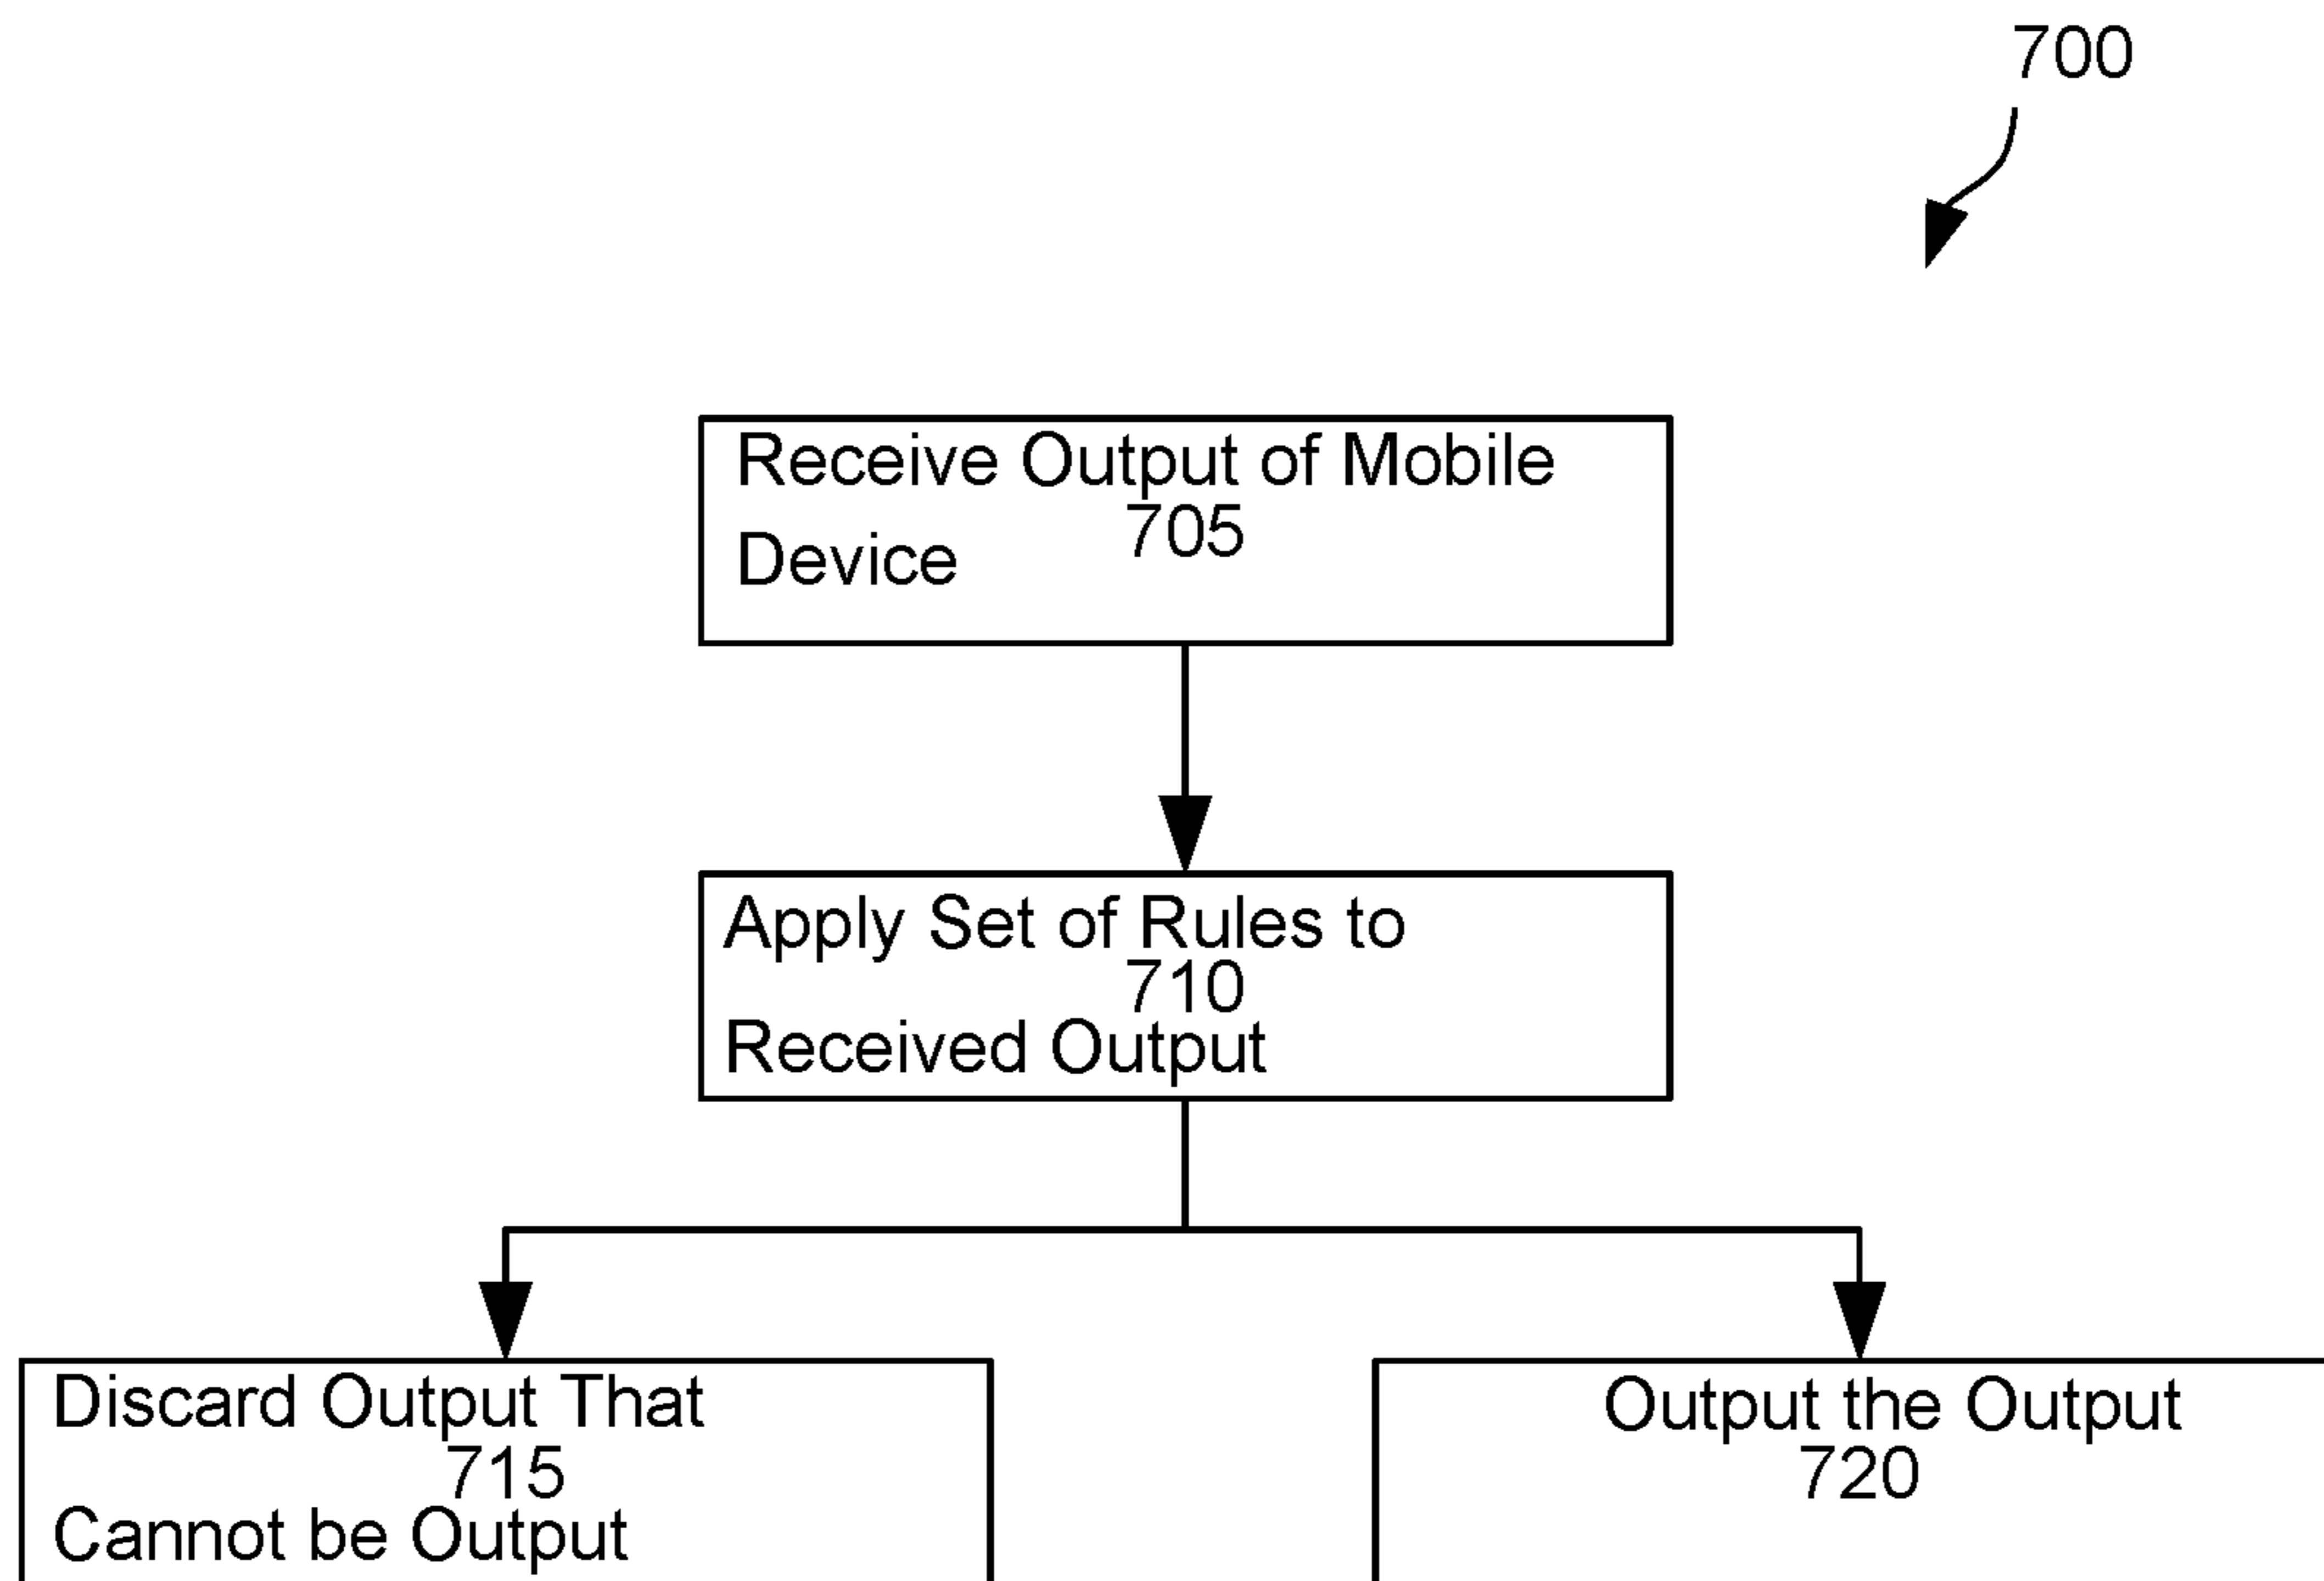 700
Receive Output of Mobile
705
Device
Apply Set of Rules to
710
Received Output
Discard Output That
715
Cannot be Output
Output the Output
720